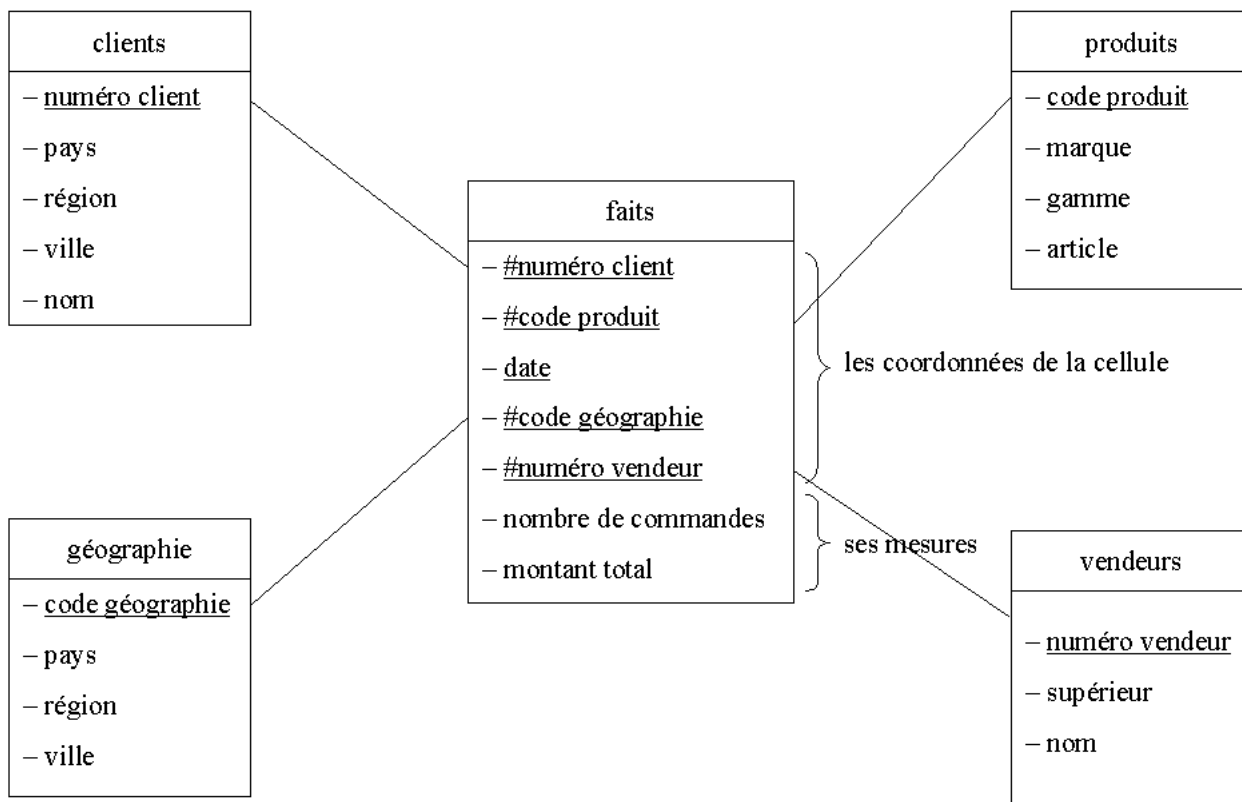 clients
– numéro client
– pays
– région
– ville
– nom
produits
– code produit
– marque
– gamme
– article
faits
– #numéro client
– #code produit
– date
– #code géographie
– #numéro vendeur
– nombre de commandes
– montant total
les coordonnées de la cellule
ses mesures
géographie
– code géographie
– pays
– région
– ville
vendeurs
– numéro vendeur
– supérieur
– nom